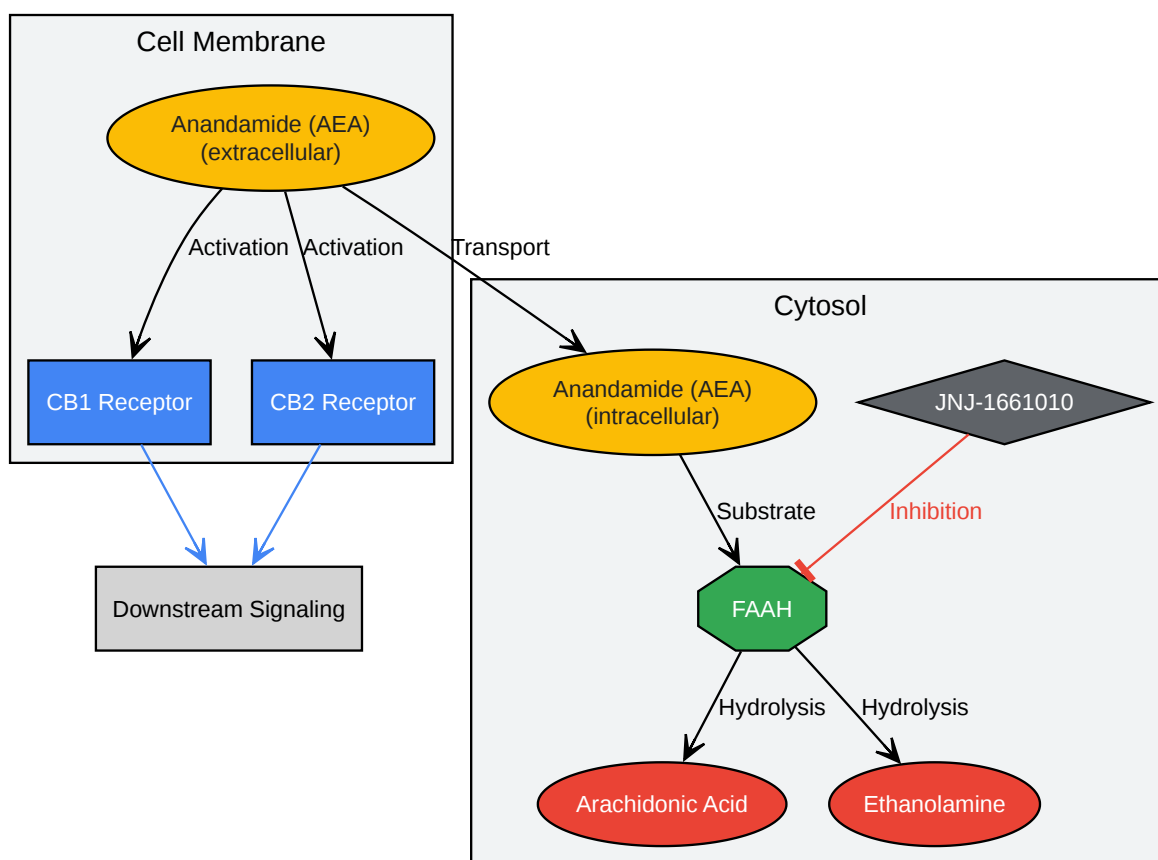 Cell Membrane
Anandamide (AEA)
(extracellular)
Activation
Activation
Transport
Cytosol
CB1 Receptor
CB2 Receptor
Anandamide (AEA)
(intracellular)
JNJ-1661010
Substrate
Inhibition
Downstream Signaling
FAAH
Hydrolysis
Hydrolysis
Arachidonic Acid
Ethanolamine